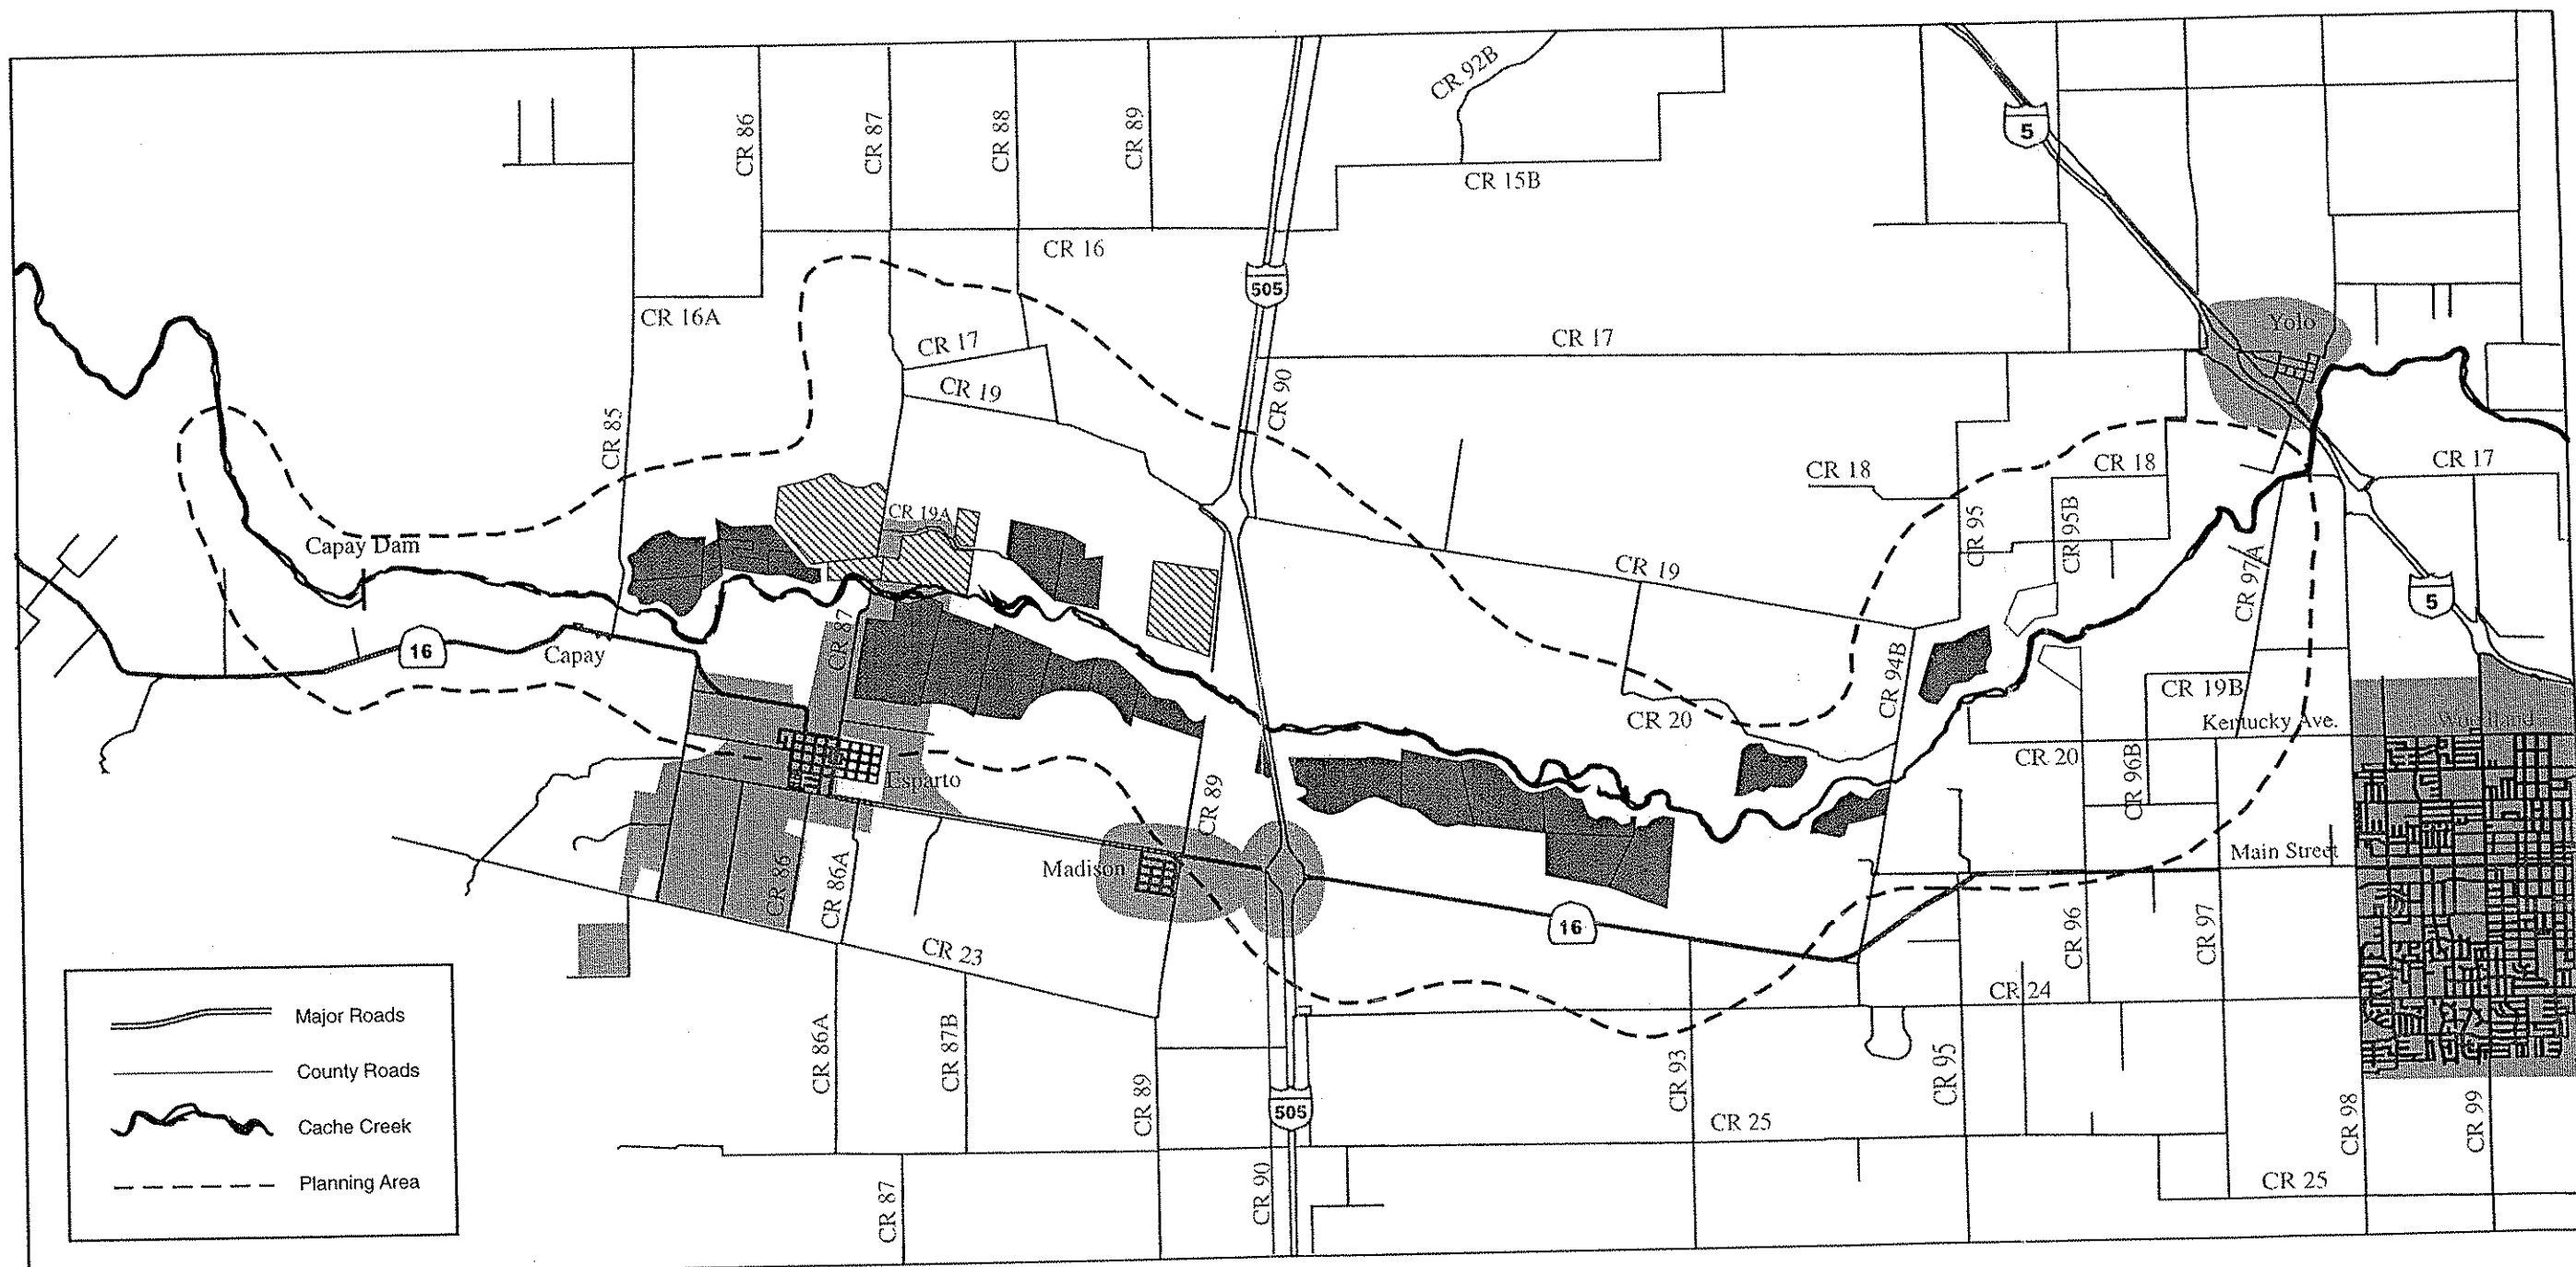 CR 92B
5
CR 86
CR 87
CR 88
CR 89
CR 15B
CR 16
505
CR 16A
Yolo
CR 17
CR 17
CR 19
CR 90
CR 85
CR 18
CR 18
CR 17
CR 19A
CR 95
CR 95B
Capay Dam
CR 19
CR 97A
5
16
Capay
CR 87
CR 94B
CR 19B
CR 20
Kentucky Ave.
Woodland
CR 20
CR 96B
Esparto
CR 89
Madison
Main Street
CR 86
CR 86A
16
CR 23
CR 96
CR 97
CR 24
Major Roads
County Roads
Cache Creek
Planning Area
CR 86A
CR 87B
CR 89
505
CR 93
CR 95
CR 25
CR 98
CR 99
CR 87
CR 90
CR 25